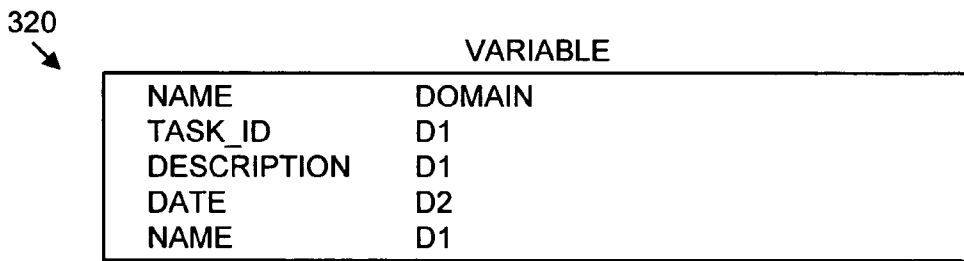 320
VARIABLE
NAME DOMAIN
TASK_ID D1
DESCRIPTION D1
DATE D2
NAME D1